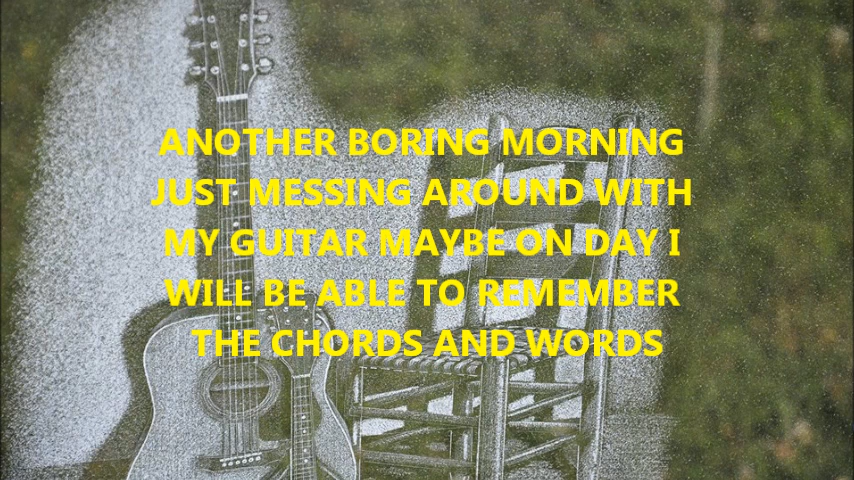 ANOTHER BORING MORNING
JUST MESSING AROUND WITH
MY GUITAR MAYBE ON DAY I
WILL BE ABLE TO REMEMBER
THE CHORDS AND WORDS